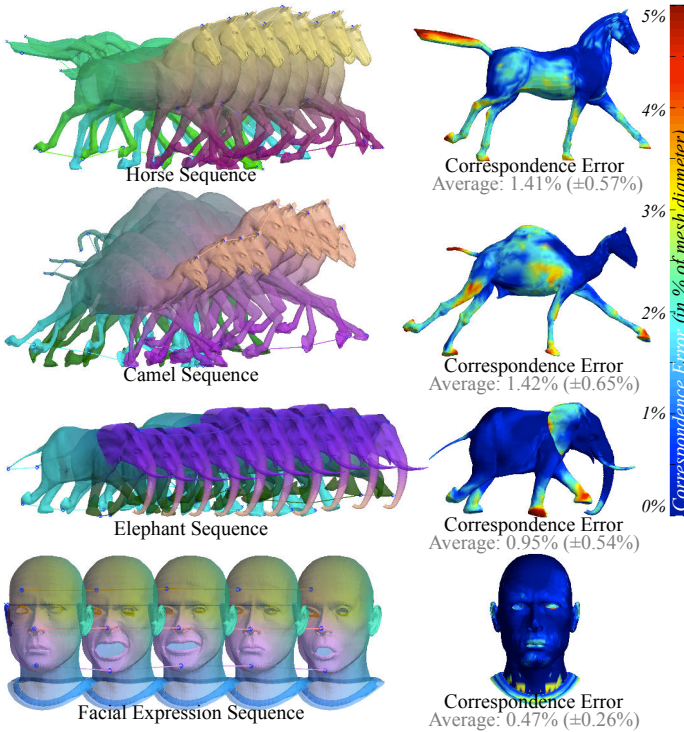 5%
Horse Sequence
Correspondence Error
Average: 1.41% (±0.57%)
4%
3%
Camel Sequence
Correspondence Error
Average: 1.42% (±0.65%)
2%
1%
Elephant Sequence
Correspondence Error
Average: 0.95% (±0.54%)
0%
Correspondence Error (in % of mesh diameter)
Facial Expression Sequence
Correspondence Error
Average: 0.47% (±0.26%)